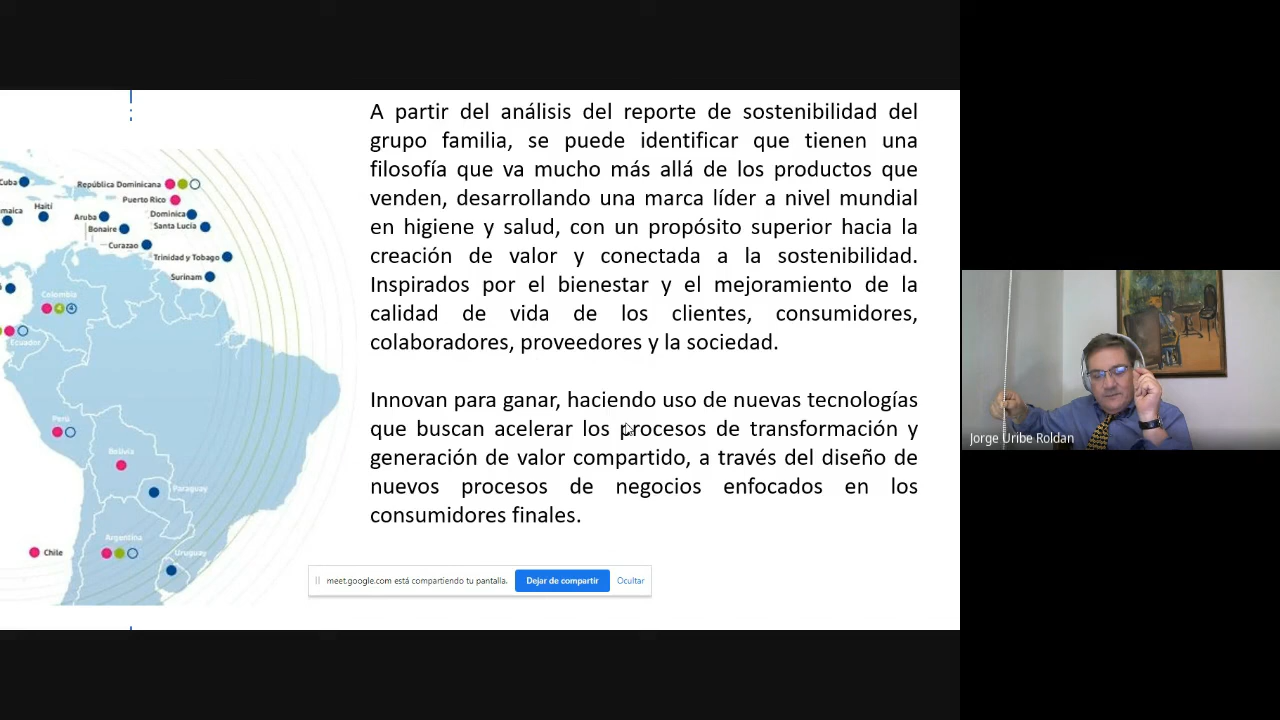 A partir del análisis del reporte de sostenibilidad del
grupo familia, se puede identificar que tienen una
filosofía que va mucho más allá de los productos que
venden, desarrollando una marca líder a nivel mundial
en higiene y salud, con un propósito superior hacia la
creación de valor y conectada a la sostenibilidad.
Inspirados por el bienestar y el mejoramiento de la
calidad de vida de los clientes, consumidores,
colaboradores, proveedores y la sociedad.
Innovan para ganar, haciendo uso de nuevas tecnologías
que buscan acelerar los procesos de transformación y
generación de valor compartido, a través del diseño de
nuevos procesos de negocios enfocados en los
consumidores finales.
Cuba
República Dominicana
Puerto Rico
Haití
maica
Aruba
Dominica
Bonaire
Santa Lucía
Curazao
Trinidad y Tobago
Surinam
Colombia
Ecuador
Perú
Bolivia
Paraguay
Argentina
Chile
Uruguay
meet.google.com está compartiendo tu pantalla.
Dejar de compartir
Ocultar
Jorge Uribe Roldan